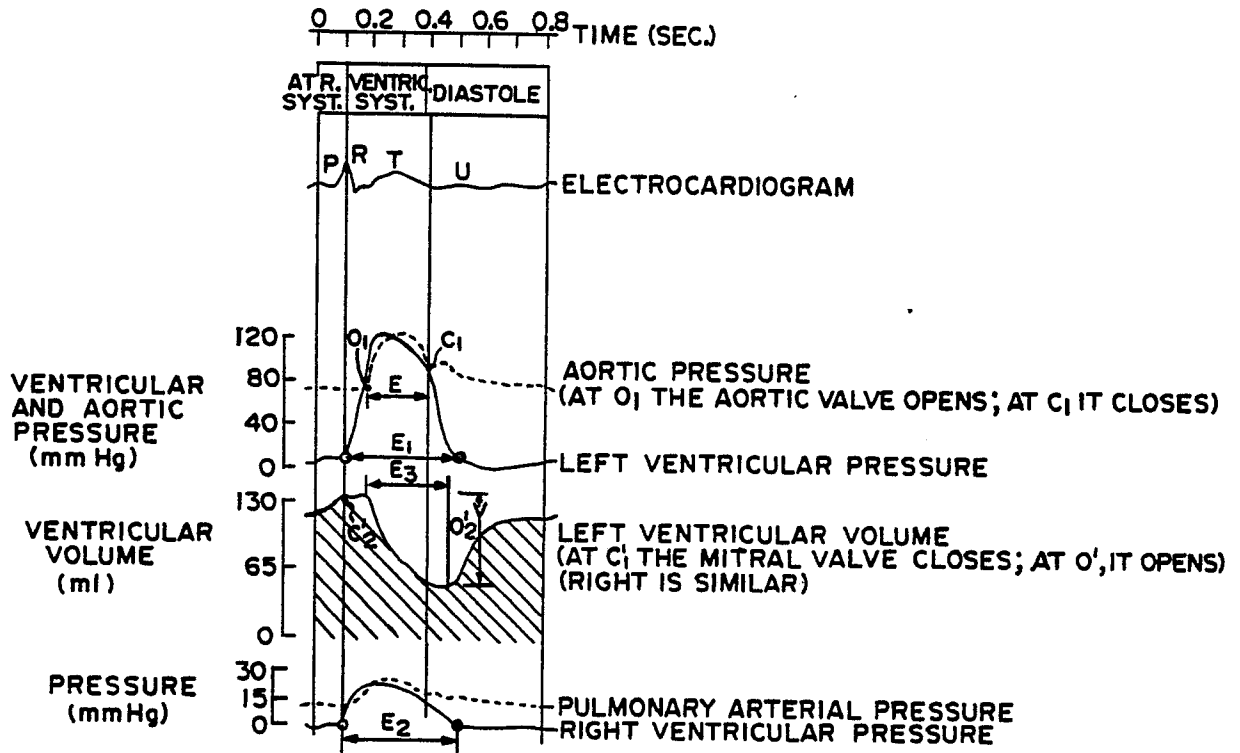 0 0.2 0.4 0.6 0.8 TIME (SEC.)
ATR. SYST.
VENTRIC. SYST.
DIASTOLE
P R T U
ELECTROCARDIOGRAM
VENTRICULAR
AND AORTIC
PRESSURE
(mm Hg)
120
80
40
0
O1
C1
E
E1
E3
AORTIC PRESSURE
(AT O1 THE AORTIC VALVE OPENS; AT C1 IT CLOSES)
LEFT VENTRICULAR PRESSURE
VENTRICULAR
VOLUME
(ml)
130
65
0
O'2
V
LEFT VENTRICULAR VOLUME
(AT C'1 THE MITRAL VALVE CLOSES; AT O', IT OPENS)
(RIGHT IS SIMILAR)
PRESSURE
(mmHg)
30
15
0
E2
PULMONARY ARTERIAL PRESSURE
RIGHT VENTRICULAR PRESSURE